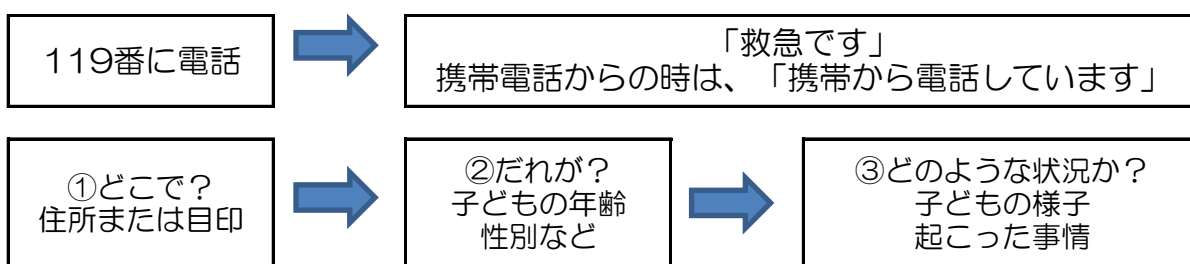 119番に電話
「救急です」
携帯電話からの時は、「携帯から電話しています」
①どこで？
住所または目印
②だれが？
子どもの年齢
性別など
③どのような状況か？
子どもの様子
起こった事情